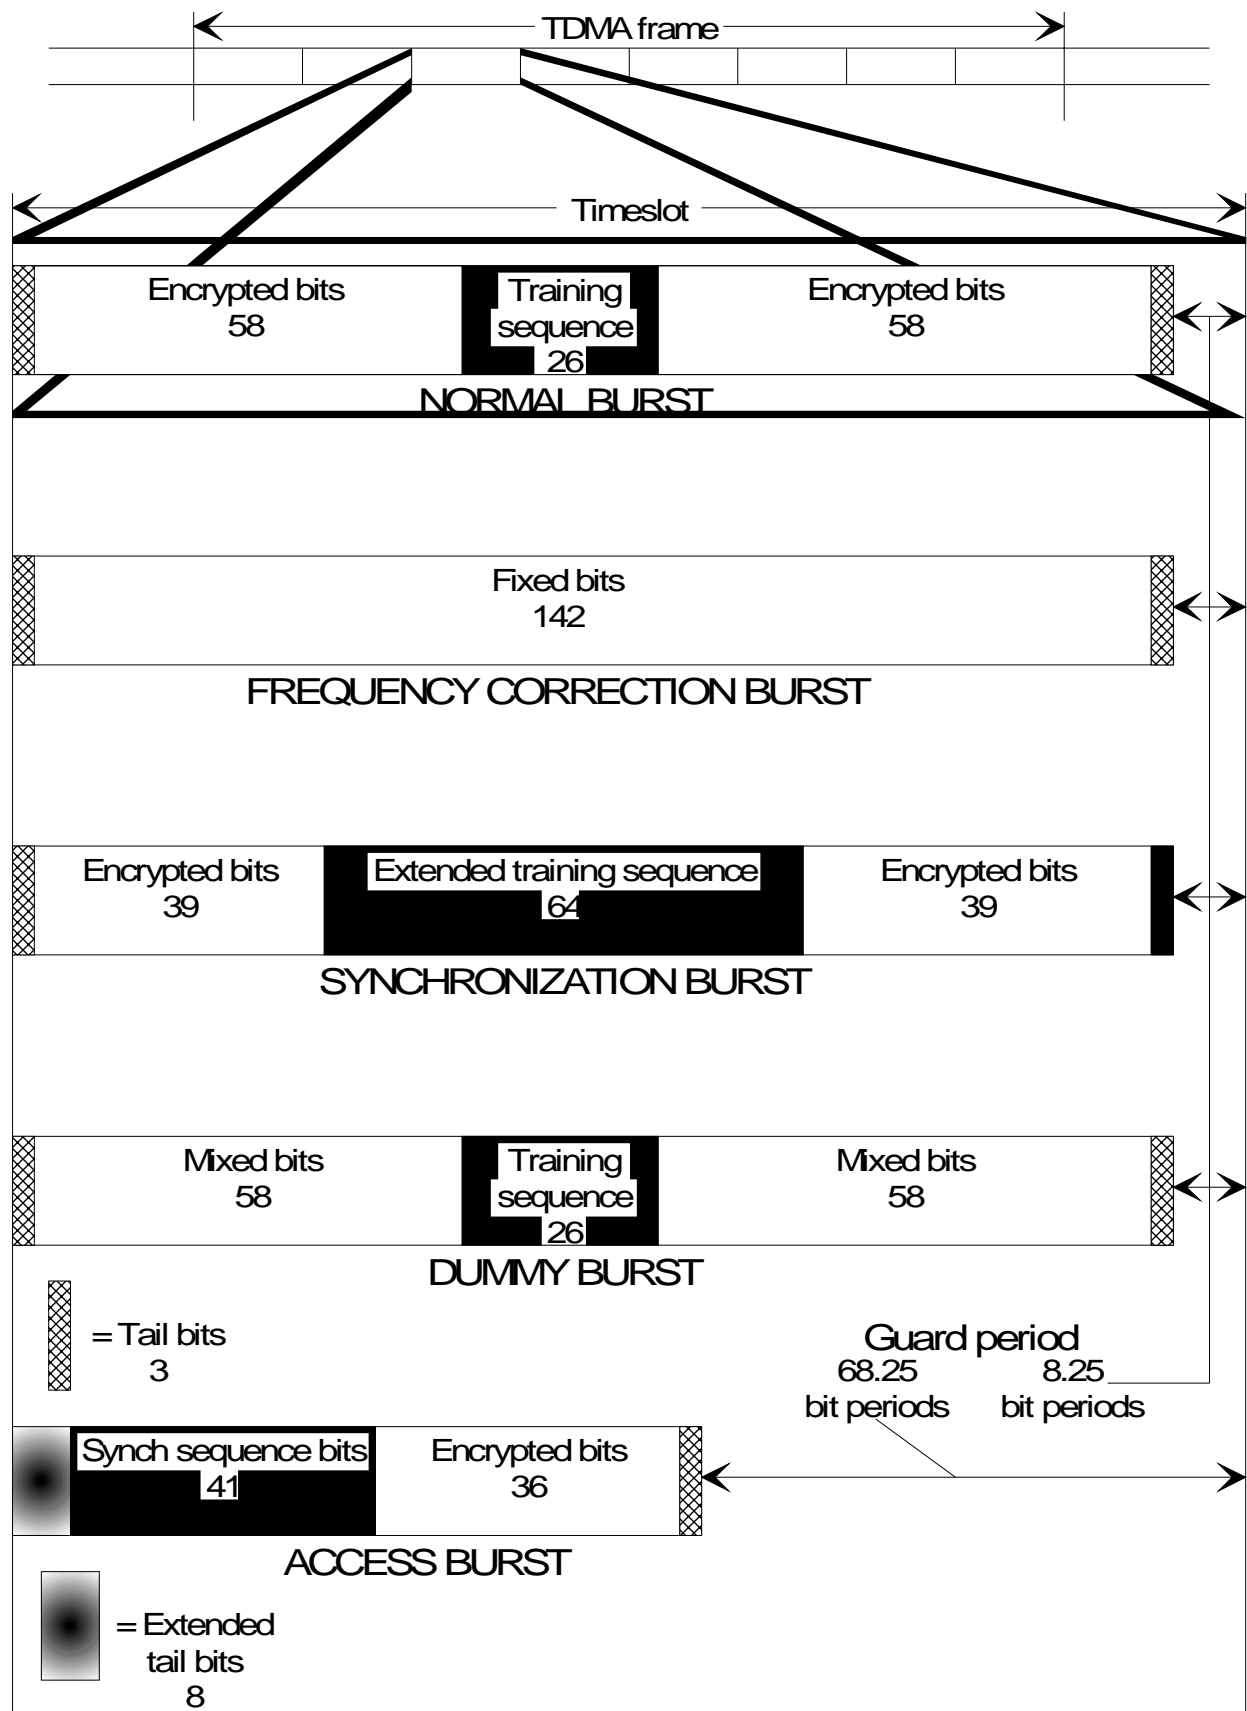 TDMA frame
Timeslot
Encrypted bits
58
Training
sequence
26
Encrypted bits
58
NORMAL BURST
Fixed bits
142
FREQUENCY CORRECTION BURST
Encrypted bits
39
Extended training sequence
64
Encrypted bits
39
SYNCHRONIZATION BURST
Mixed bits
58
Training
sequence
26
Mixed bits
58
DUMMY BURST
= Tail bits
3
Guard period
68.25
bit periods
8.25
bit periods
Synch sequence bits
41
Encrypted bits
36
ACCESS BURST
= Extended
tail bits
8